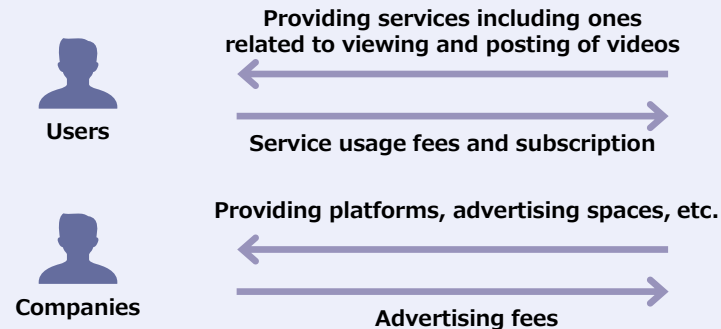 Providing services including ones
related to viewing and posting of videos
Users
Service usage fees and subscription
Providing platforms, advertising spaces, etc.
Companies
Advertising fees